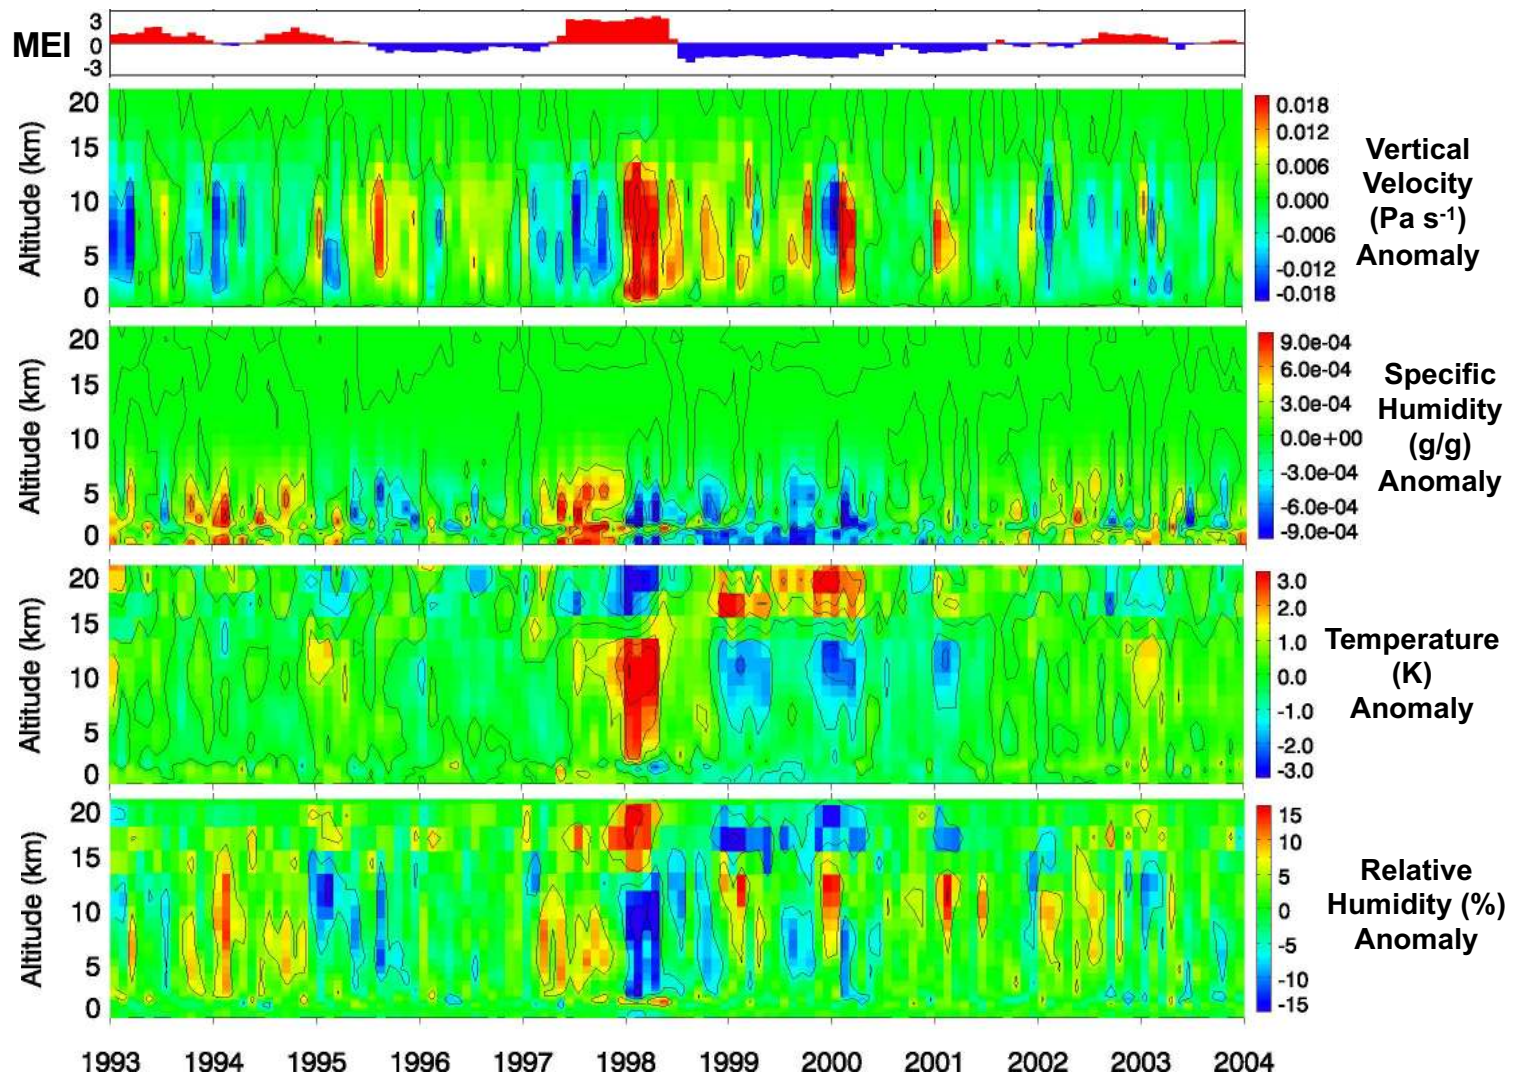 MEI
3
0
-3
20
15
10
5
0
Altitude (km)
0.018
0.012
0.006
0.000
-0.006
-0.012
-0.018
Vertical
Velocity
(Pa s-1)
Anomaly
20
15
10
5
0
Altitude (km)
9.0e-04
6.0e-04
3.0e-04
0.0e+00
-3.0e-04
-6.0e-04
-9.0e-04
Specific
Humidity
(g/g)
Anomaly
20
15
10
5
0
Altitude (km)
3.0
2.0
1.0
0.0
-1.0
-2.0
-3.0
Temperature
(K)
Anomaly
20
15
10
5
0
Altitude (km)
15
10
5
0
-5
-10
-15
Relative
Humidity (%)
Anomaly
1993 1994 1995 1996 1997 1998 1999 2000 2001 2002 2003 2004